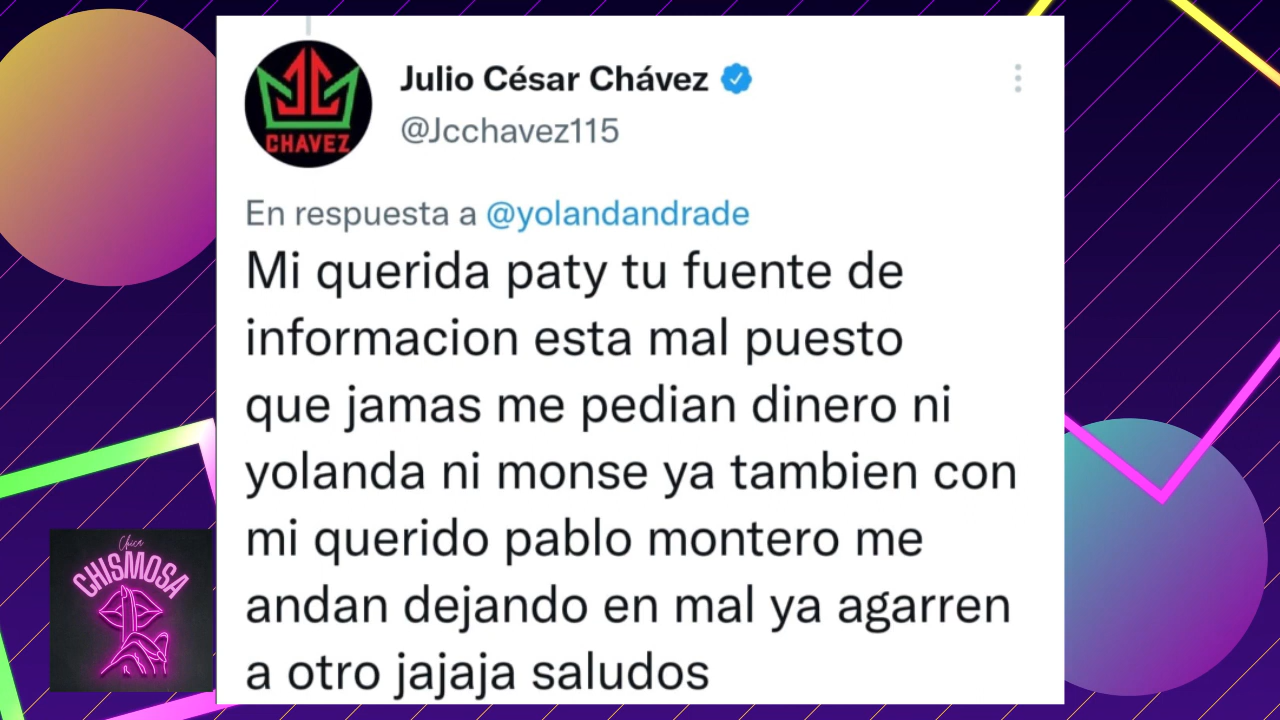 CHAVEZ
Julio César Chávez
@Jcchavez115
En respuesta a @yolandandrade
Mi querida paty tu fuente de
informacion esta mal puesto
que jamas me pedian dinero ni
yolanda ni monse ya tambien con
mi querido pablo montero me
andan dejando en mal ya agarren
a otro jajaja saludos
Chica
CHISMOSA